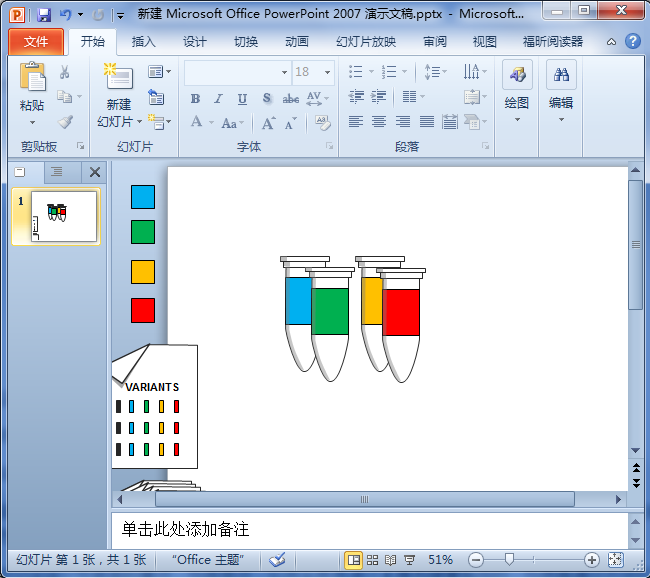 新建 Microsoft Office PowerPoint 2007 演示文稿.pptx - Microsoft...
文件 开始 插入 设计 切换 动画 幻灯片放映 审阅 视图 福昕阅读器
粘贴
新建
幻灯片
18
B I U S abc AV
A Aa A A
绘图
编辑
剪贴板 幻灯片 字体 段落
1
VARIANTS
单击此处添加备注
幻灯片 第 1 张，共 1 张 “Office 主题” 51%